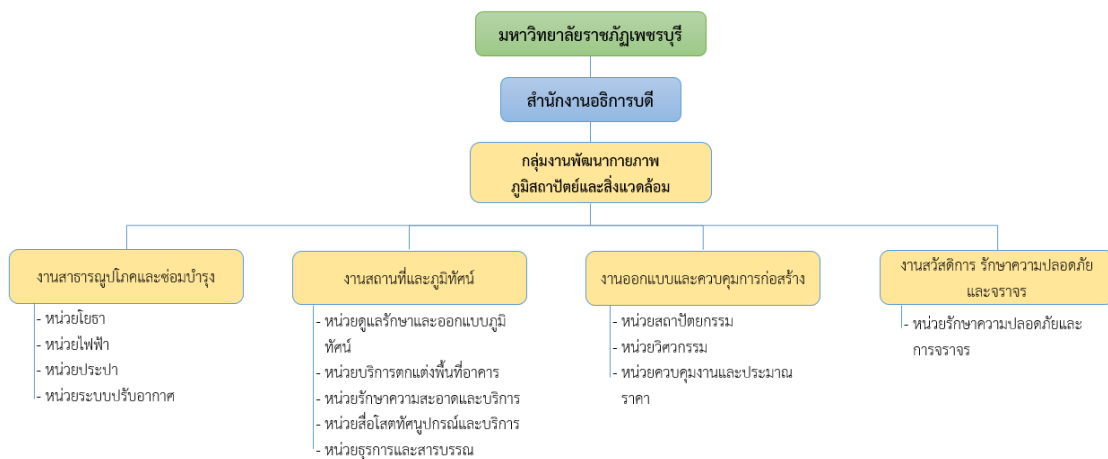 มหาวิทยาลัยราชภัฏเพชรบุรี
สำนักงานอธิการบดี
กลุ่มงานพัฒนากายภาพ
ภูมิสถาปัตย์และสิ่งแวดล้อม
งานสาธารณูปโภคและซ่อมบำรุง
- หน่วยโยธา
- หน่วยไฟฟ้า
- หน่วยประปา
- หน่วยระบบปรับอากาศ
งานสถานที่และภูมิทัศน์
- หน่วยดูแลรักษาและออกแบบภูมิ
ทัศน์
- หน่วยบริการตกแต่งพื้นที่อาคาร
- หน่วยรักษาความสะอาดและบริการ
- หน่วยสื่อโสตทัศนูปกรณ์และบริการ
- หน่วยธุรการและสารบรรณ
งานออกแบบและควบคุมการก่อสร้าง
- หน่วยสถาปัตยกรรม
- หน่วยวิศวกรรม
- หน่วยควบคุมงานและประมาณ
ราคา
งานสวัสดิการ รักษาความปลอดภัย
และจราจร
- หน่วยรักษาความปลอดภัยและ
การจราจร